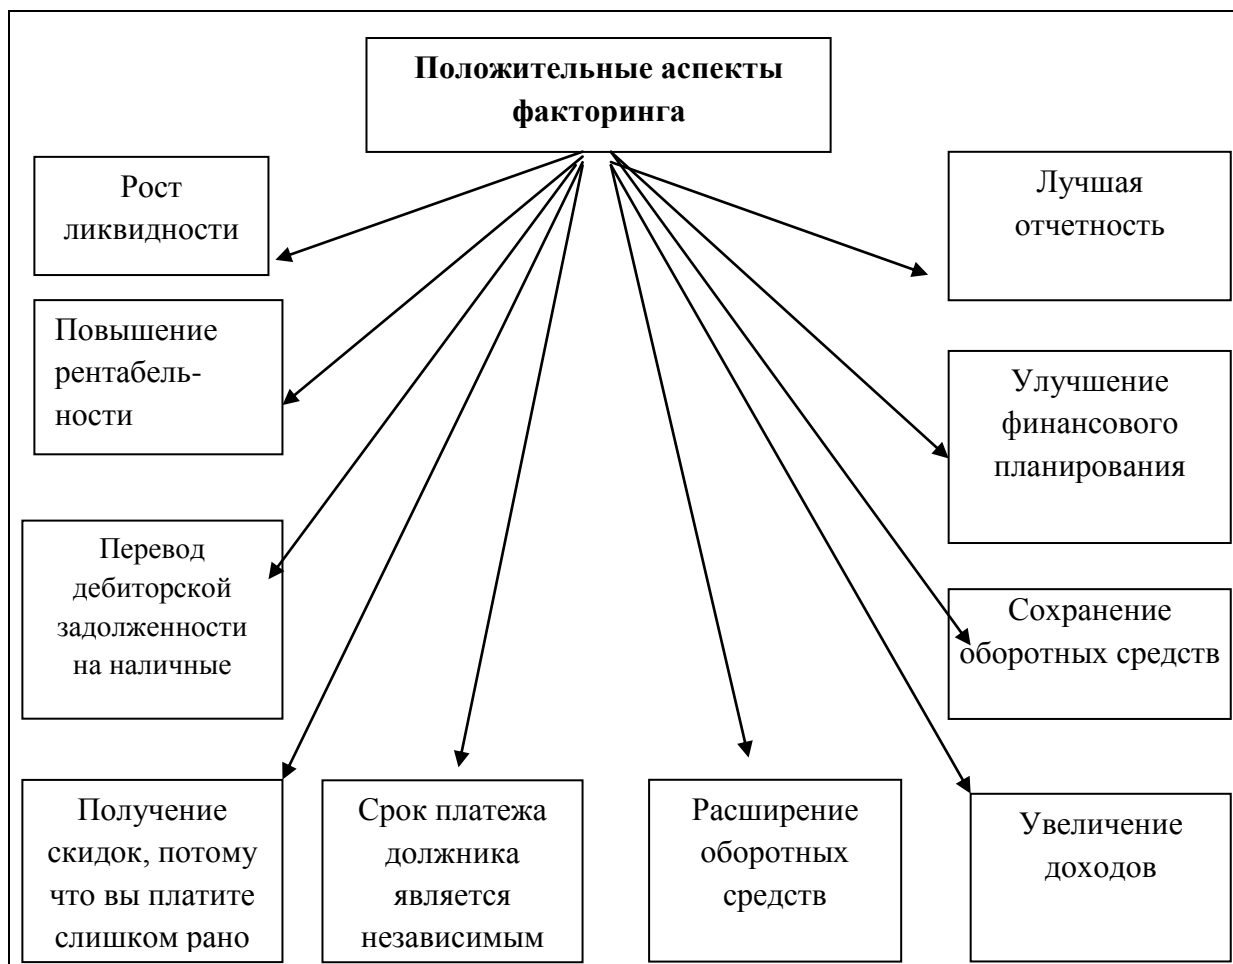 Положительные аспекты
факторинга
Рост
ликвидности
Лучшая
отчетность
Повышение
рентабель-
ности
Улучшение
финансового
планирования
Перевод
дебиторской
задолженности
на наличные
Сохранение
оборотных средств
Получение
скидок, потому
что вы платите
слишком рано
Срок платежа
должника
является
независимым
Расширение
оборотных
средств
Увеличение
доходов